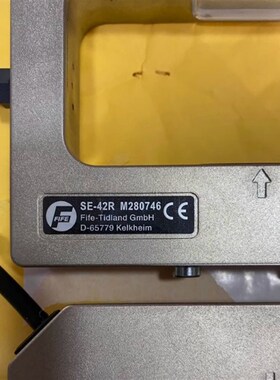 SE-42R M280746
Fife-Tidland GmbH CE
D-65779 Kelkheim
FIFE